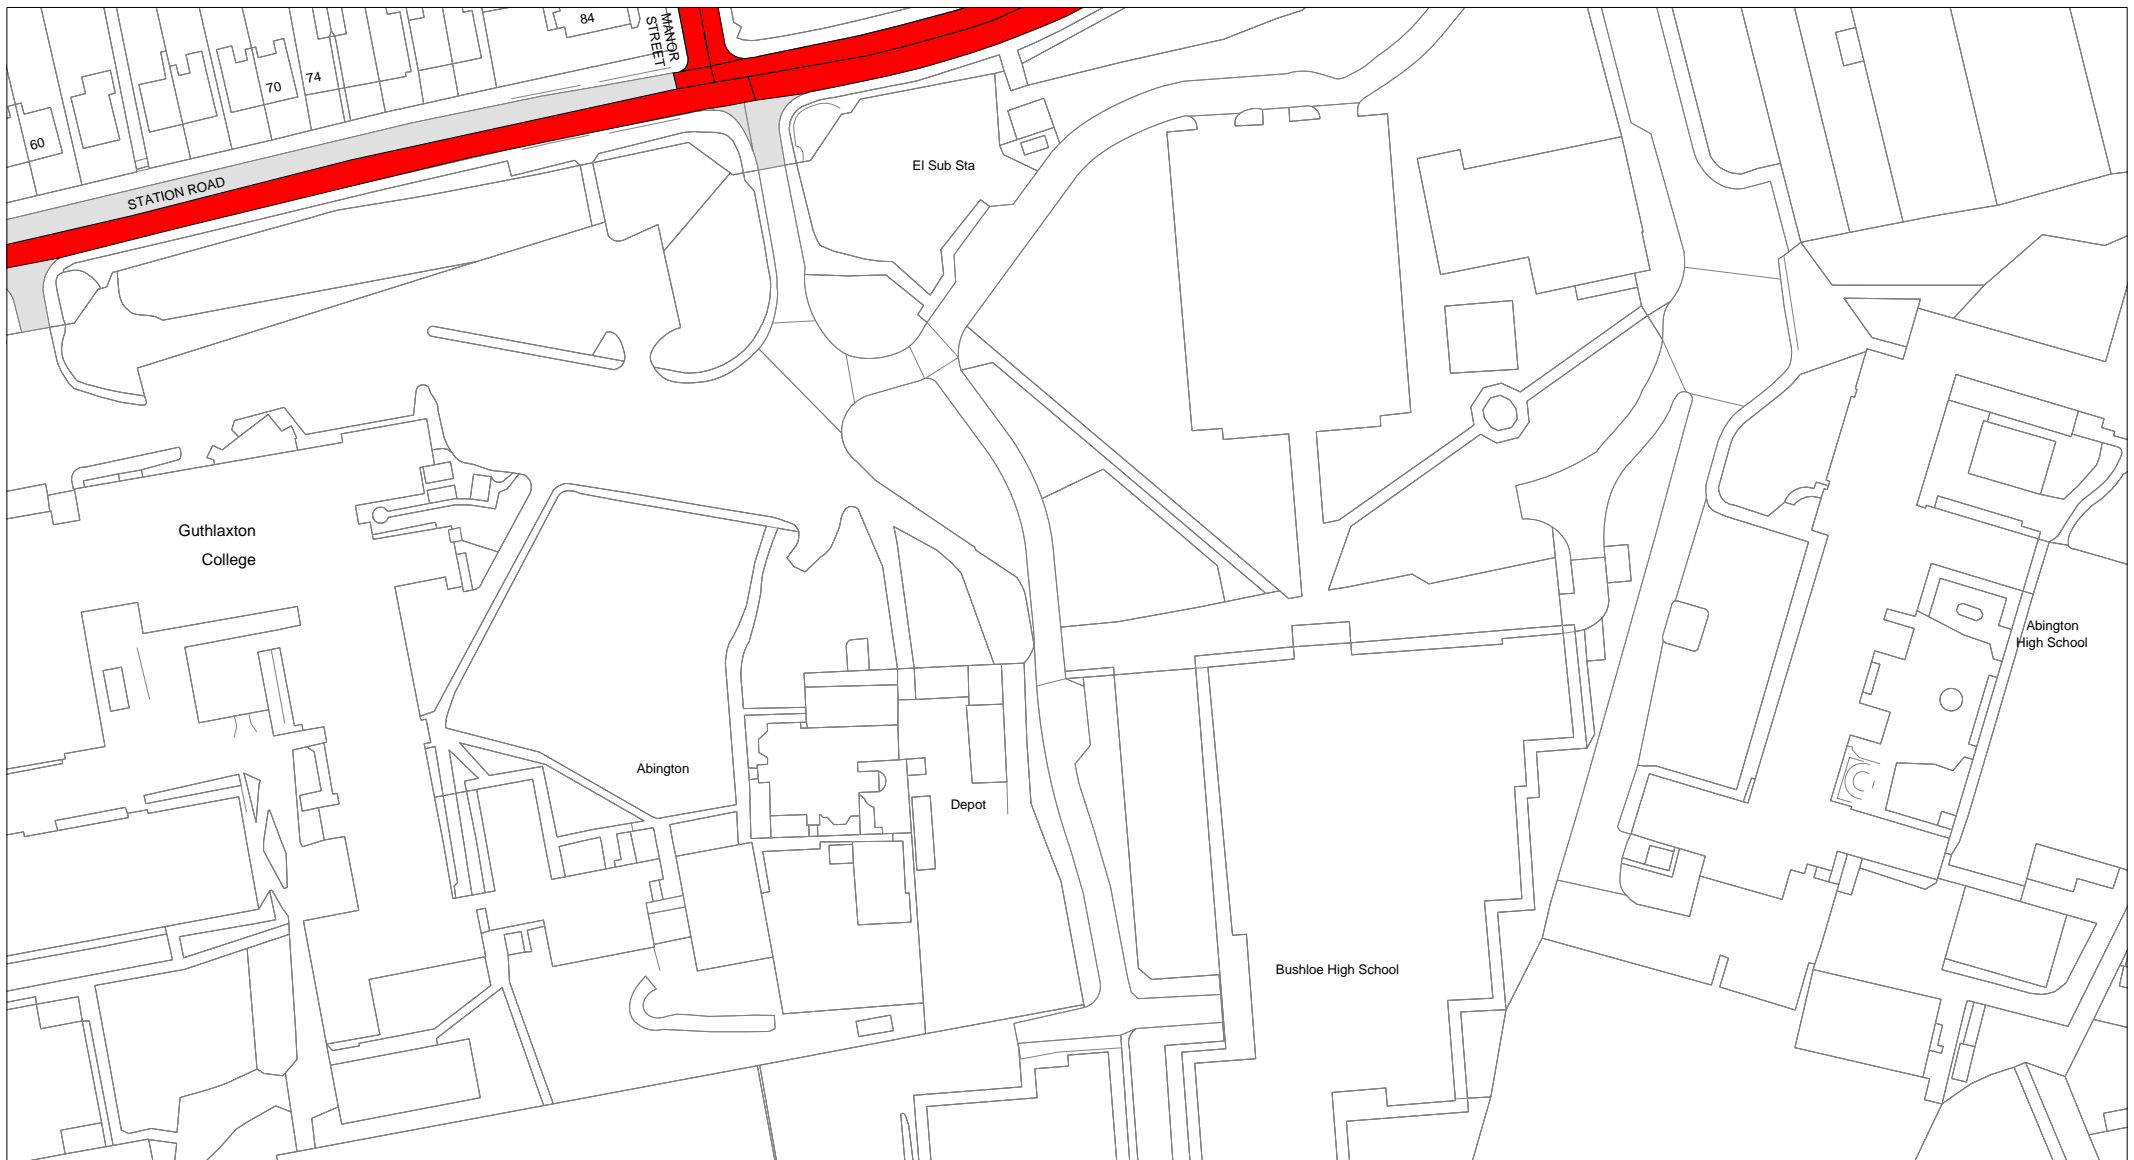 84
MANOR
STREET
74
70
60
El Sub Sta
STATION ROAD
Guthlaxton
College
Abington
High School
Abington
Depot
Bushloe High School